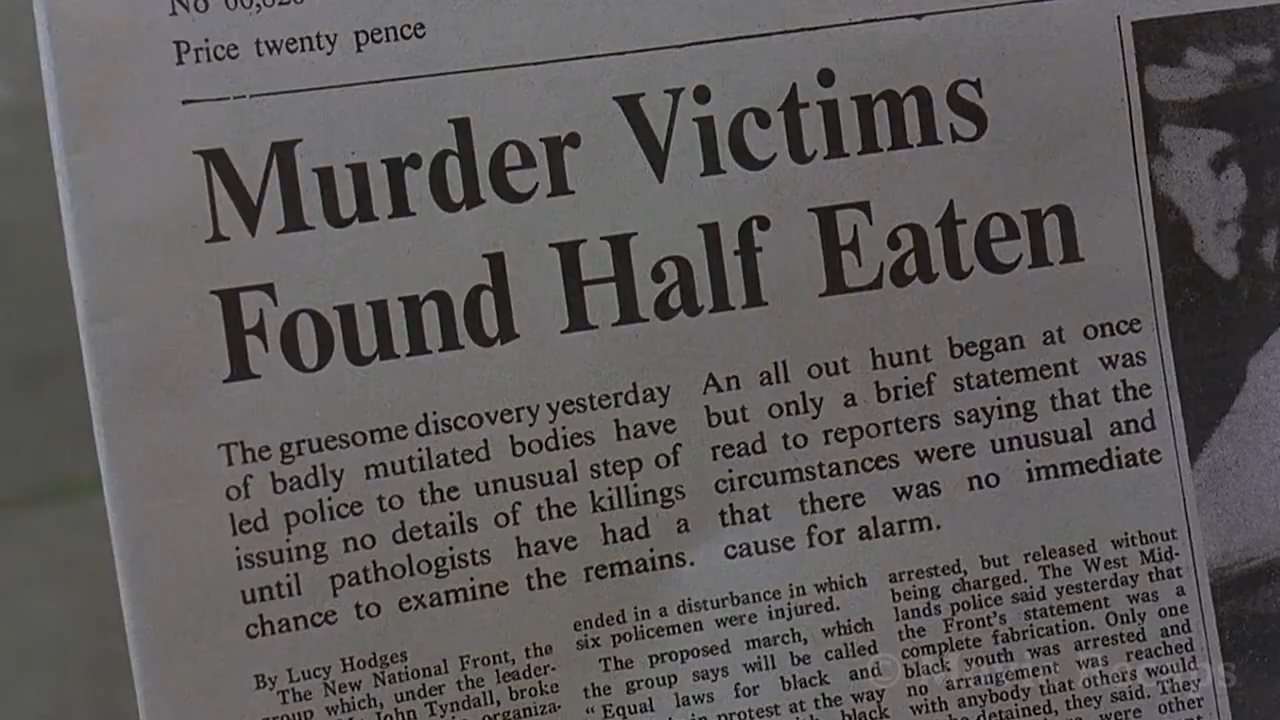 Price twenty pence
Murder Victims
Found Half Eaten
The gruesome discovery yesterday
of badly mutilated bodies have
led police to the unusual step of
issuing no details of the killings
until pathologists have had a
chance to examine the remains.
An all out hunt began at once
but only a brief statement was
read to reporters saying that the
circumstances were unusual and
that there was no immediate
cause for alarm.
By Lucy Hodges
The New National Front, the
which, under the leader-
John Tyndall, broke
organiza-
ended in a disturbance in which
six policemen were injured.
The proposed march, which
the group says will be called
"Equal laws for black and
protest at the way
black
arrested, but released without
being charged. The West Mid-
lands police said yesterday that
the Front's statement was a
complete fabrication. Only one
black youth was arrested and
no arrangement was reached
with anybody that others would
detained, they said. They
were other